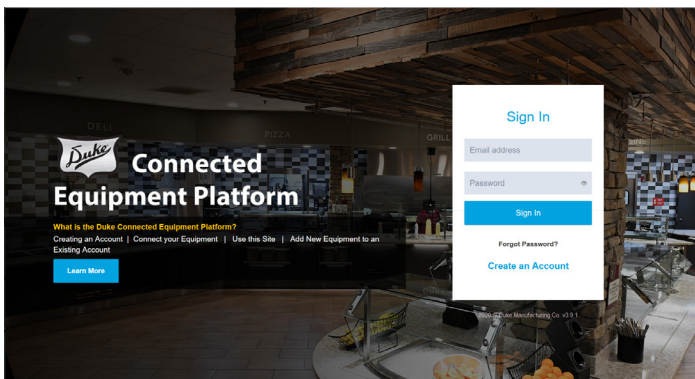 DELI
PIZZA
GRILL
Duke
Connected
Equipment Platform
What is the Duke Connected Equipment Platform?
Creating an Account | Connect your Equipment | Use this Site | Add New Equipment to an
Existing Account
Learn More
Sign In
Email address
Password
Sign In
Forgot Password?
Create an Account
2020 © Duke Manufacturing Co. v3.9.1